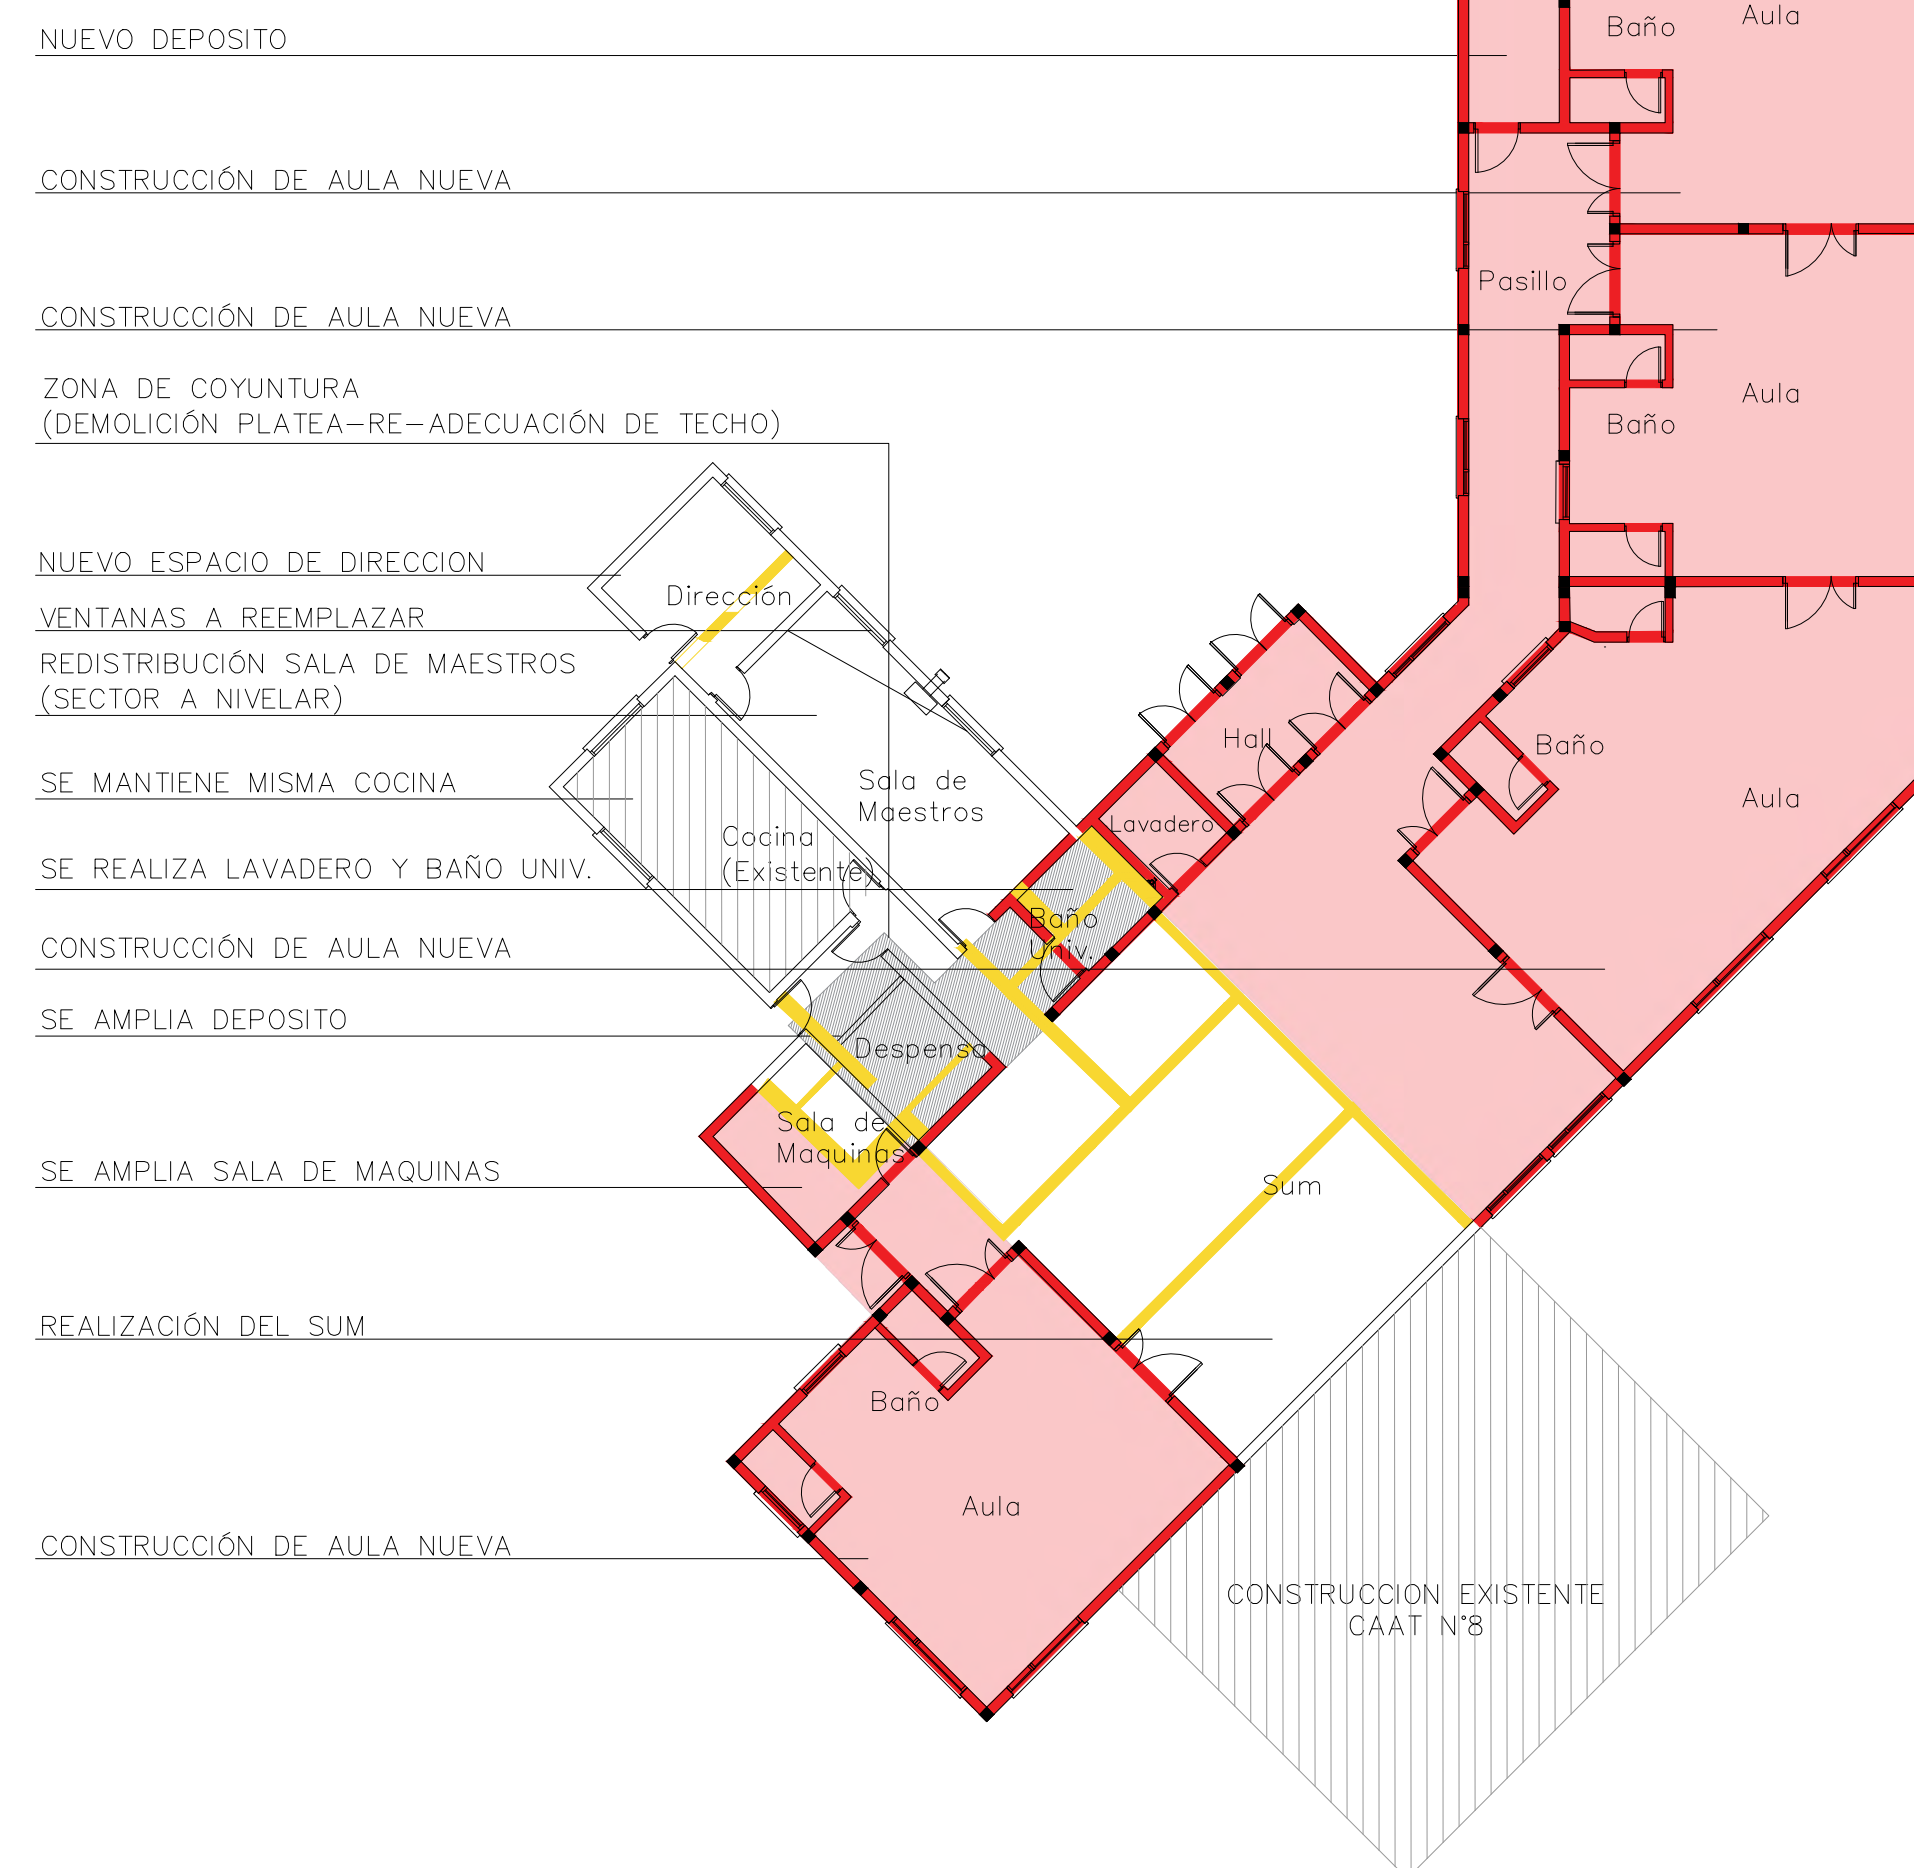 NUEVO DEPOSITO
CONSTRUCCIÓN DE AULA NUEVA
CONSTRUCCIÓN DE AULA NUEVA
ZONA DE COYUNTURA
(DEMOLICIÓN PLATEA-RE-ADECUACIÓN DE TECHO)
NUEVO ESPACIO DE DIRECCION
VENTANAS A REEMPLAZAR
REDISTRIBUCIÓN SALA DE MAESTROS
(SECTOR A NIVELAR)
SE MANTIENE MISMA COCINA
SE REALIZA LAVADERO Y BAÑO UNIV.
CONSTRUCCIÓN DE AULA NUEVA
SE AMPLIA DEPOSITO
SE AMPLIA SALA DE MAQUINAS
REALIZACIÓN DEL SUM
CONSTRUCCIÓN DE AULA NUEVA
Baño
Aula
Pasillo
Aula
Baño
Dirección
Hall
Baño
Sala de
Maestros
Aula
Lavadero
Cocina
(Existente)
Baño
Univ.
Despensa
Sala de
Maquinas
Sum
Baño
Aula
CONSTRUCCION EXISTENTE
CAAT N°8